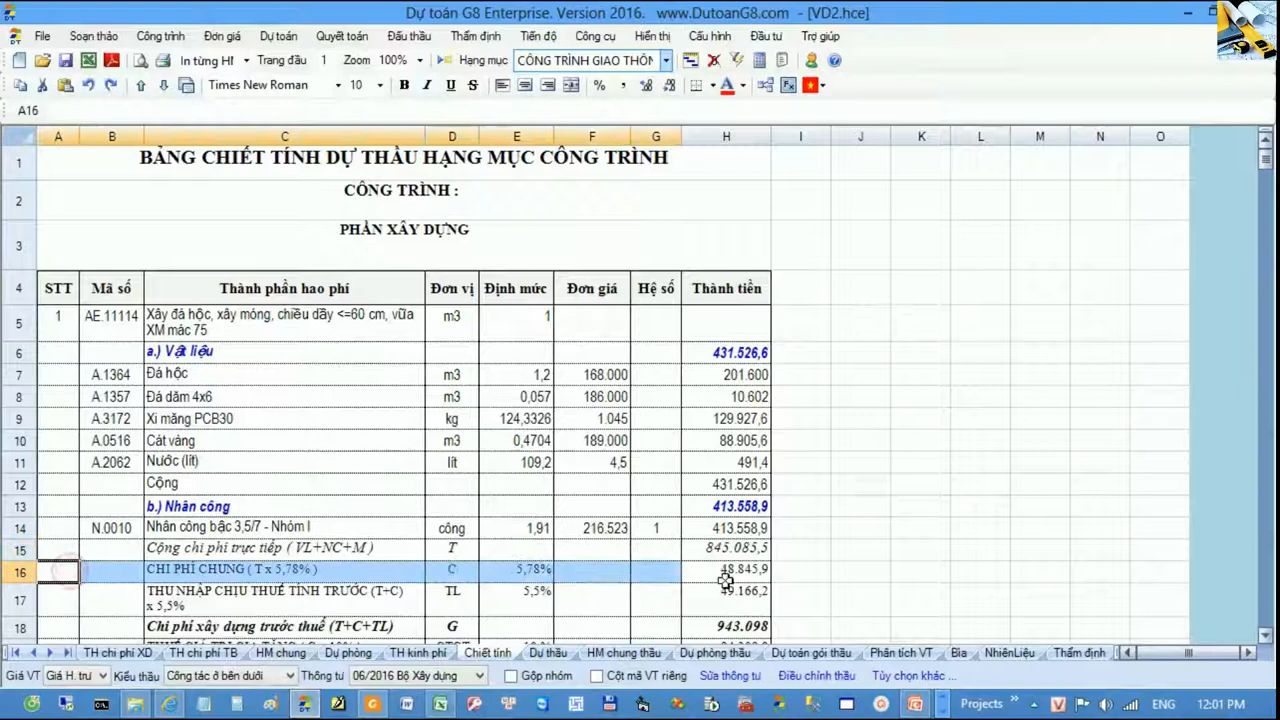 Dự toán G8 Enterprise. Version 2016.   www.DutoanG8.com  - [VD2.hce]
File Soạn thảo Công trình Đơn giá Dự toán Quyết toán Đấu thầu Thẩm định Tiến độ Công cụ Hiển thị Cấu hình Đầu tư Trợ giúp
In từng HM Trang đầu 1 Zoom 100% Hạng mục CÔNG TRÌNH GIAO THÔN
Times New Roman 10 B I U S % ,
A16
A B C D E F G H I J K L M N O
1 BẢNG CHIẾT TÍNH DỰ THẦU HẠNG MỤC CÔNG TRÌNH
2 CÔNG TRÌNH :
3 PHẦN XÂY DỰNG
4 STT Mã số Thành phần hao phí Đơn vị Định mức Đơn giá Hệ số Thành tiền
5 1 AE.11114 Xây đá hộc, xây móng, chiều dầy <=60 cm, vữa m3 1
XM mác 75
6 a.) Vật liệu 431.526,6
7 A.1364 Đá hộc m3 1,2 168.000 201.600
8 A.1357 Đá dăm 4x6 m3 0,057 186.000 10.602
9 A.3172 Xi măng PCB30 kg 124,3326 1.045 129.927,6
10 A.0516 Cát vàng m3 0,4704 189.000 88.905,6
11 A.2062 Nước (lít) lít 109,2 4,5 491,4
12 Cộng 431.526,6
13 b.) Nhân công 413.558,9
14 N.0010 Nhân công bậc 3,5/7 - Nhóm I công 1,91 216.523 1 413.558,9
15 Cộng chi phí trực tiếp ( VL+NC+M ) T 845.085,5
16 CHI PHÍ CHUNG ( T x 5,78% ) C 5,78% 48.845,9
17 THU NHẬP CHỊU THUẾ TÍNH TRƯỚC (T+C) TL 5,5% 49.166,2
x 5,5%
18 Chi phí xây dựng trước thuế (T+C+TL) G 943.098
TH chi phí XD TH chi phí TB HM chung Dự phòng TH kinh phí Chiết tính Dự thầu HM chung thầu Dự phòng thầu Dự toán gói thầu Phân tích VT Bìa NhiênLiệu Thẩm định
Giá VT Giá H. trư Kiểu thầu Công tác ở bên dưới Thông tư 06/2016 Bộ Xây dựng Gộp nhóm Cột mã VT riêng Sửa thông tư Điều chỉnh thầu Tùy chọn khác ...
Projects » ENG 12:01 PM